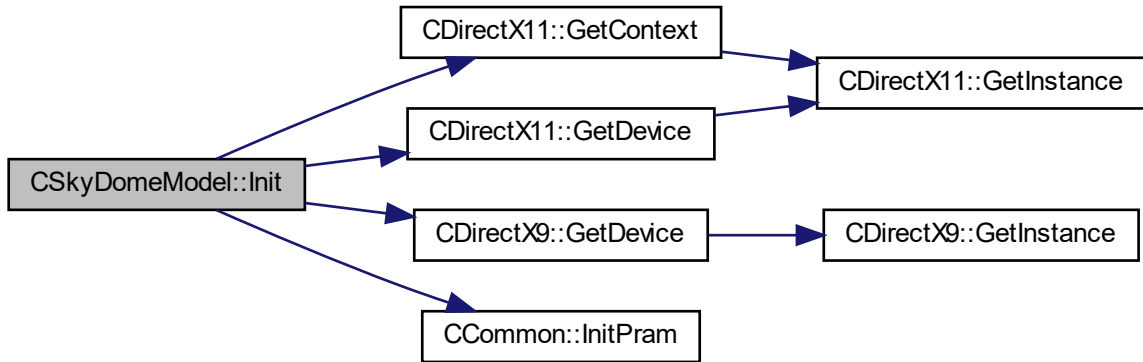 CDirectX11::GetContext
CDirectX11::GetInstance
CDirectX11::GetDevice
CSkyDomeModel::Init
CDirectX9::GetDevice
CDirectX9::GetInstance
CCommon::InitPram